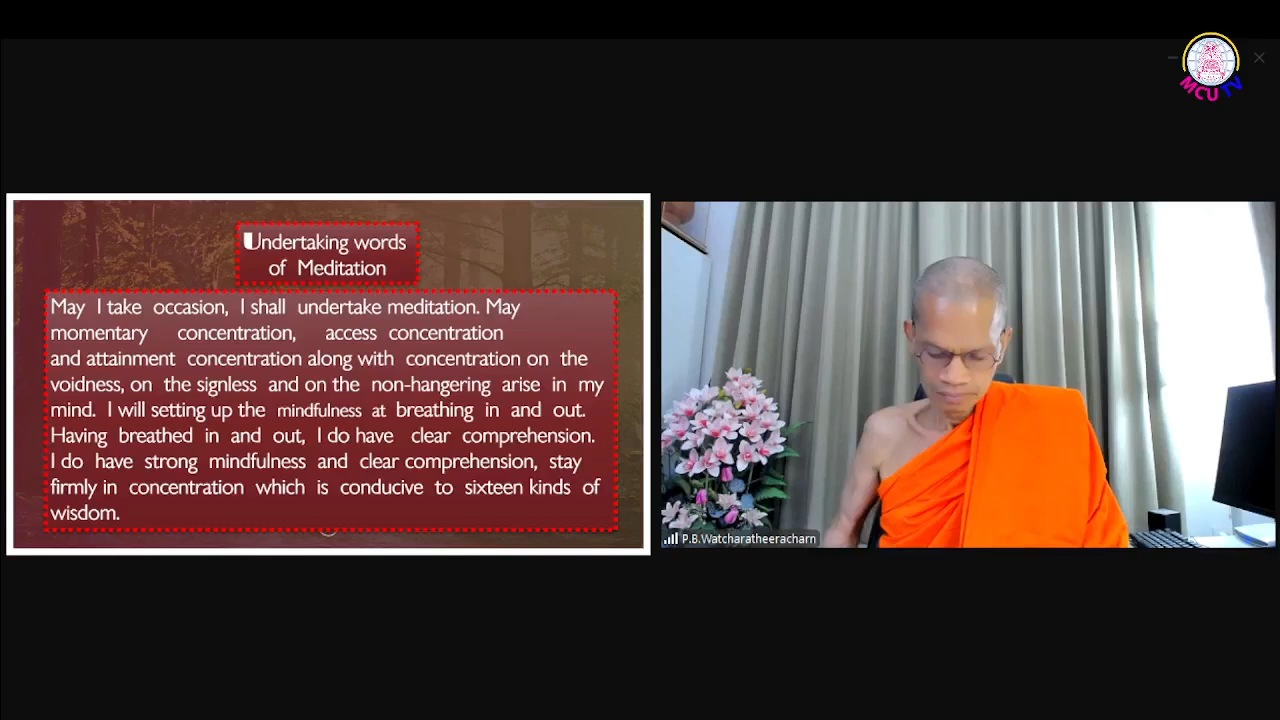 MCU TV
Undertaking words
of Meditation
May I take occasion, I shall undertake meditation. May
momentary concentration, access concentration
and attainment concentration along with concentration on the
voidness, on the signless and on the non-hangering arise in my
mind. I will setting up the mindfulness at breathing in and out.
Having breathed in and out, I do have clear comprehension.
I do have strong mindfulness and clear comprehension, stay
firmly in concentration which is conducive to sixteen kinds of
wisdom.
P.B.Watcharatheeracharn